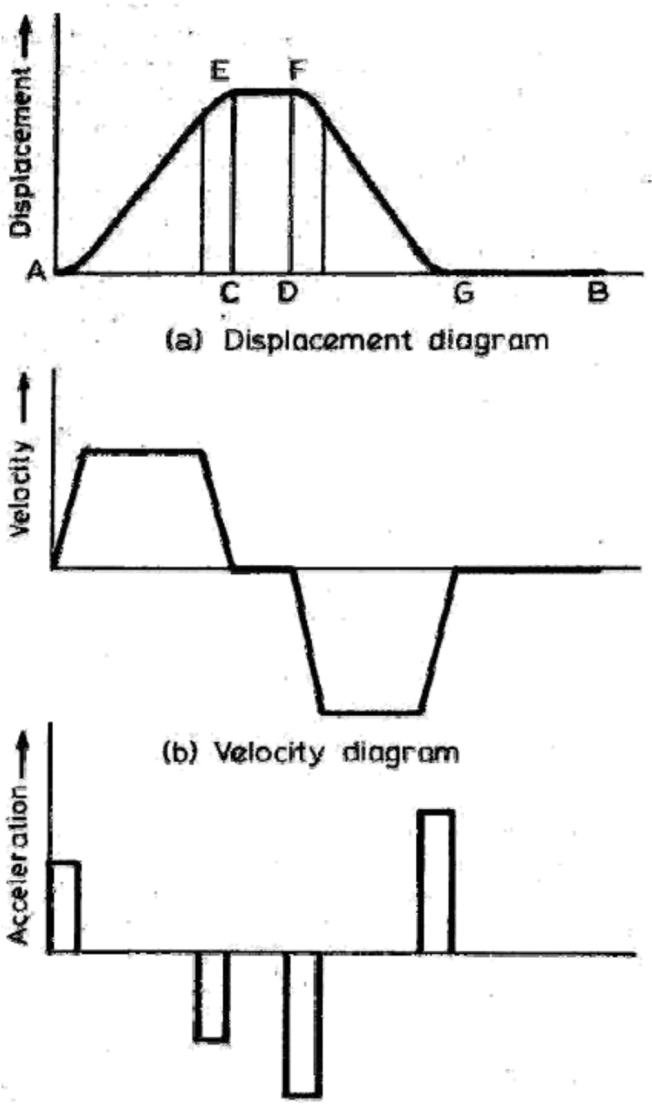 Displacement
E F
A
C D G B
(a) Displacement diagram
Velocity
(b) Velocity diagram
Acceleration